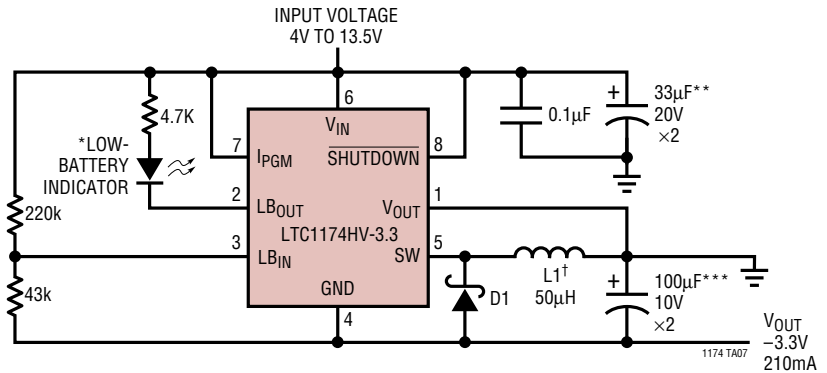 INPUT VOLTAGE
4V TO 13.5V
6
VIN
4.7K
*LOW-
BATTERY
INDICATOR
7
IPGM
SHUTDOWN
8
0.1µF
+
33µF**
20V
×2
220k
2
LBOUT
VOUT
1
LTC1174HV-3.3
3
LBIN
SW
5
L1†
50µH
D1
+
100µF***
10V
×2
43k
GND
4
1174 TA07
VOUT
–3.3V
210mA